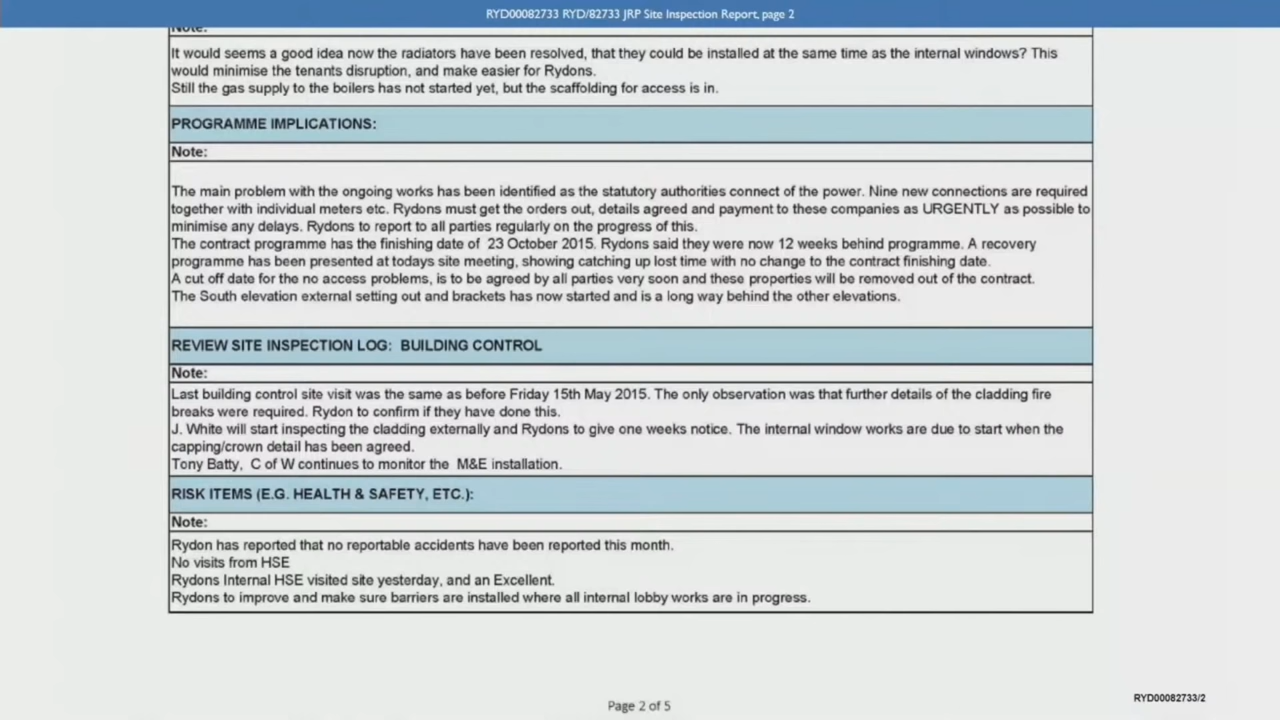 RYD00082733 RYD/82733 JRP Site Inspection Report, page 2
Note:
It would seems a good idea now the radiators have been resolved, that they could be installed at the same time as the internal windows? This
would minimise the tenants disruption, and make easier for Rydons.
Still the gas supply to the boilers has not started yet, but the scaffolding for access is in.
PROGRAMME IMPLICATIONS:
Note:
The main problem with the ongoing works has been identified as the statutory authorities connect of the power. Nine new connections are required
together with individual meters etc. Rydons must get the orders out, details agreed and payment to these companies as URGENTLY as possible to
minimise any delays. Rydons to report to all parties regularly on the progress of this.
The contract programme has the finishing date of 23 October 2015. Rydons said they were now 12 weeks behind programme. A recovery
programme has been presented at todays site meeting, showing catching up lost time with no change to the contract finishing date.
A cut off date for the no access problems, is to be agreed by all parties very soon and these properties will be removed out of the contract.
The South elevation external setting out and brackets has now started and is a long way behind the other elevations.
REVIEW SITE INSPECTION LOG: BUILDING CONTROL
Note:
Last building control site visit was the same as before Friday 15th May 2015. The only observation was that further details of the cladding fire
breaks were required. Rydon to confirm if they have done this.
J. White will start inspecting the cladding externally and Rydons to give one weeks notice. The internal window works are due to start when the
capping/crown detail has been agreed.
Tony Batty, C of W continues to monitor the M&E installation.
RISK ITEMS (E.G. HEALTH & SAFETY, ETC.):
Note:
Rydon has reported that no reportable accidents have been reported this month.
No visits from HSE
Rydons Internal HSE visited site yesterday, and an Excellent.
Rydons to improve and make sure barriers are installed where all internal lobby works are in progress.
Page 2 of 5
RYD00082733/2